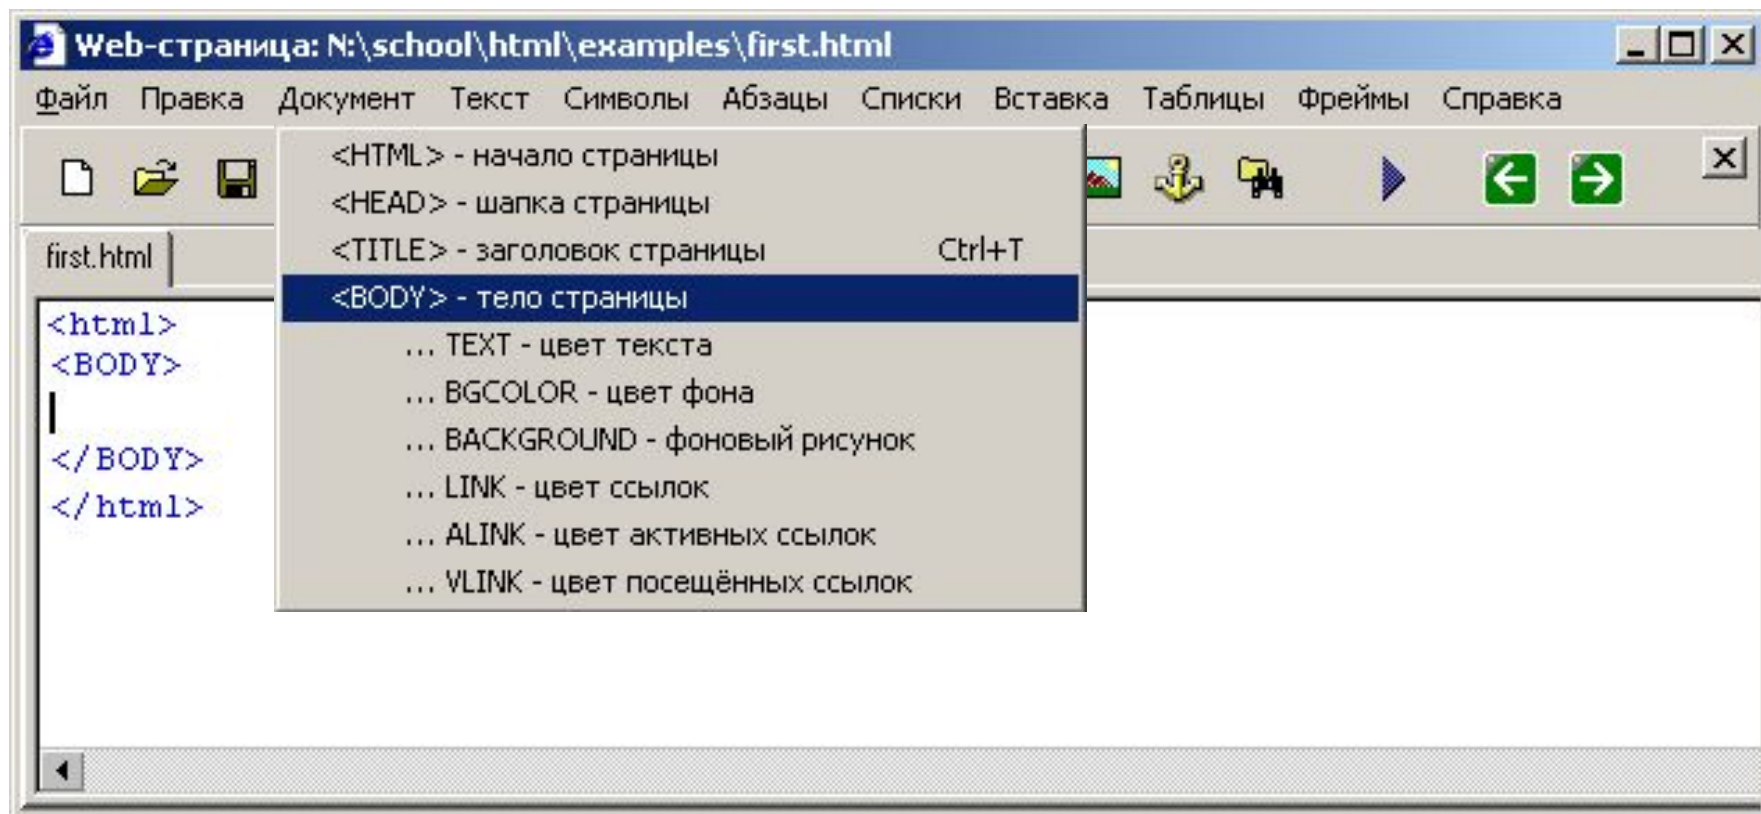 Web-страница: N:\school\html\examples\first.html
Файл Правка Документ Текст Символы Абзацы Списки Вставка Таблицы Фреймы Справка
<HTML> - начало страницы
<HEAD> - шапка страницы
<TITLE> - заголовок страницы Ctrl+T
<BODY> - тело страницы
... TEXT - цвет текста
... BGCOLOR - цвет фона
... BACKGROUND - фоновый рисунок
... LINK - цвет ссылок
... ALINK - цвет активных ссылок
... VLINK - цвет посещённых ссылок
first.html
<html>
<BODY>
</BODY>
</html>